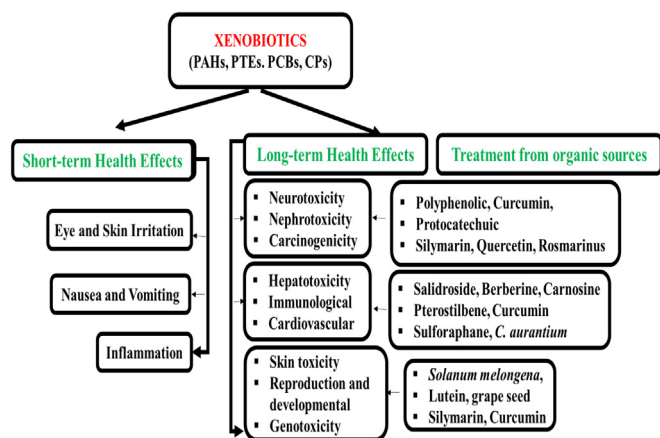 XENOBIOTICS
(PAHs, PTEs. PCBs, CPs)
Short-term Health Effects
Eye and Skin Irritation
Nausea and Vomiting
Inflammation
Long-term Health Effects
▪ Neurotoxicity
▪ Nephrotoxicity
▪ Carcinogenicity
▪ Hepatotoxicity
▪ Immunological
▪ Cardiovascular
▪ Skin toxicity
▪ Reproduction and
developmental
▪ Genotoxicity
Treatment from organic sources
▪ Polyphenolic, Curcumin,
▪ Protocatechuic
▪ Silymarin, Quercetin, Rosmarinus
▪ Salidroside, Berberine, Carnosine
▪ Pterostilbene, Curcumin
▪ Sulforaphane, C. aurantium
▪ Solanum melongena,
▪ Lutein, grape seed
▪ Silymarin, Curcumin